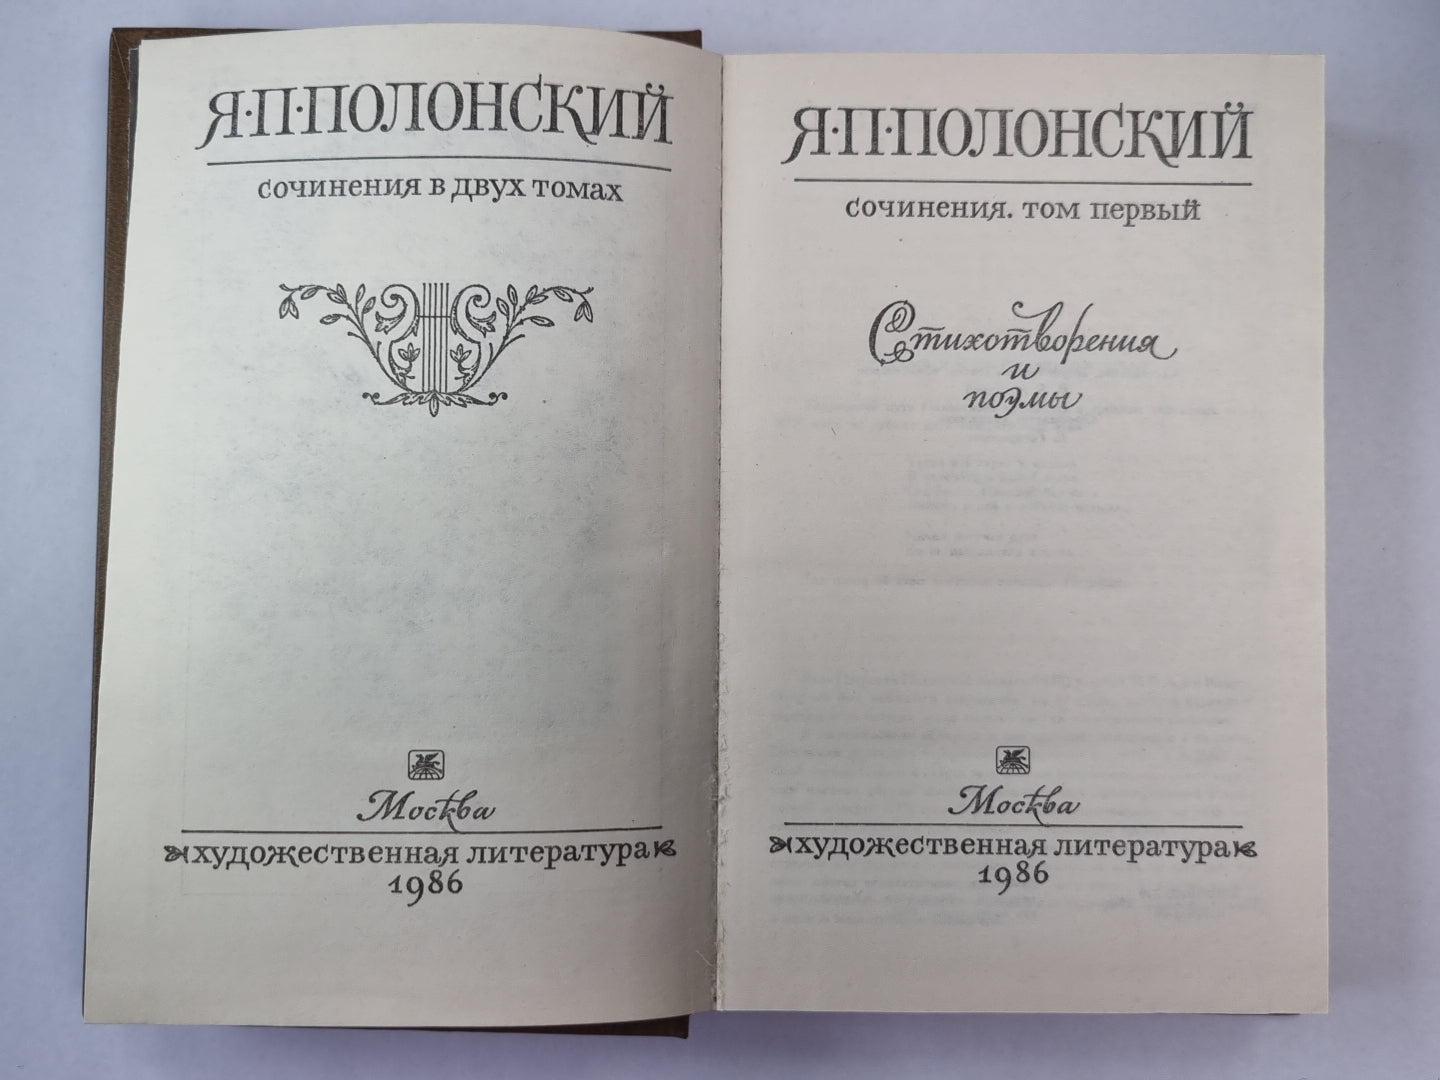 Я·П·ПОЛОНСКИЙ
сочинения в двух томах
Москва
художественная литература
1986
Я·П·ПОЛОНСКИЙ
сочинения. том первый
Стихотворения
и
поэмы
Москва
художественная литература
1986